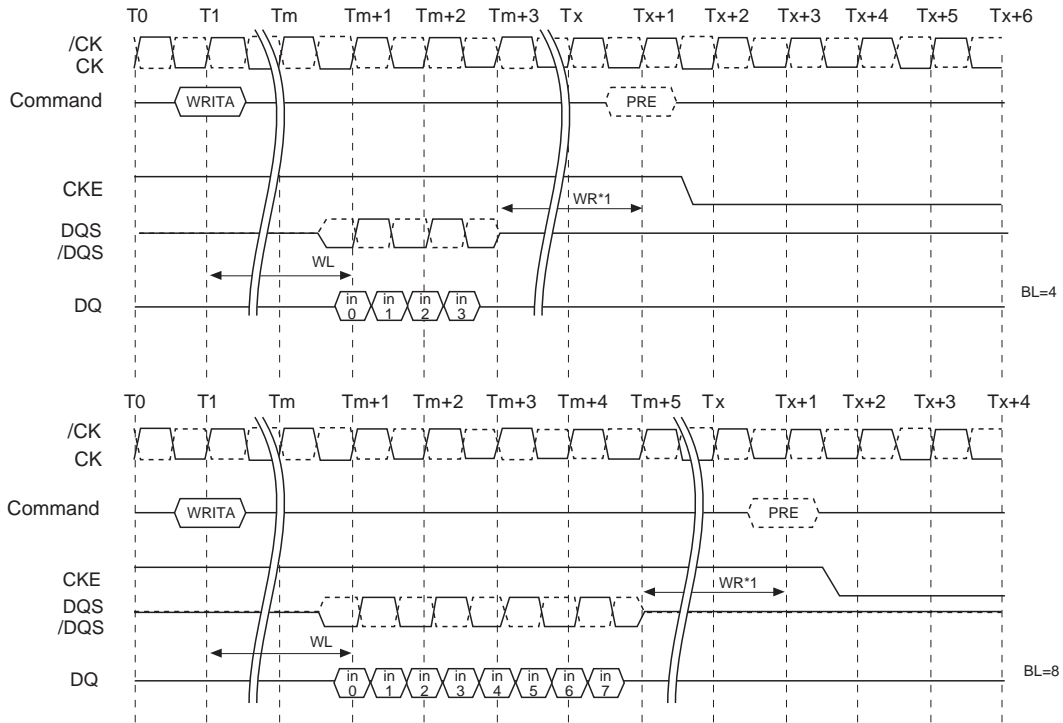 T0 T1 Tm Tm+1 Tm+2 Tm+3 Tx Tx+1 Tx+2 Tx+3 Tx+4 Tx+5 Tx+6
/CK
CK
Command WRITA PRE
CKE
WR*1
DQS
/DQS
WL
DQ in 0 in 1 in 2 in 3
BL=4
T0 T1 Tm Tm+1 Tm+2 Tm+3 Tm+4 Tm+5 Tx Tx+1 Tx+2 Tx+3 Tx+4
/CK
CK
Command WRITA PRE
CKE
WR*1
DQS
/DQS
WL
DQ in 0 in 1 in 2 in 3 in 4 in 5 in 6 in 7
BL=8